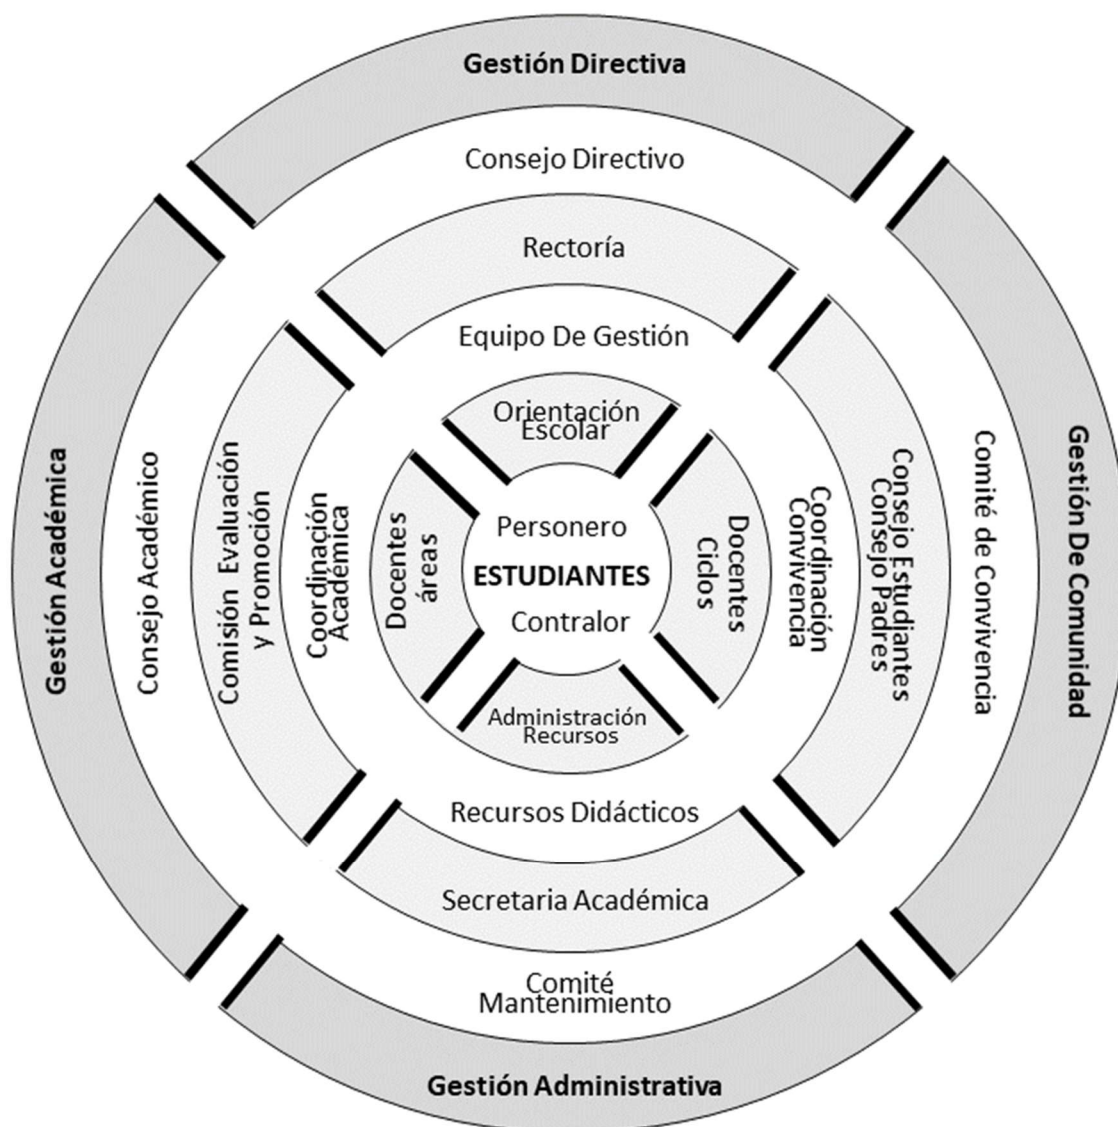 Gestión Directiva
Consejo Directivo
Rectoría
Equipo De Gestión
Orientación
Escolar
Gestión Académica
Consejo Académico
Comisión Evaluación
y Promoción
Coordinación
Académica
Docentes
áreas
Personero
ESTUDIANTES
Contralor
Docentes
Ciclos
Coordinación
Convivencia
Consejo Estudiantes
Consejo Padres
Comité de Convivencia
Gestión De Comunidad
Administración
Recursos
Recursos Didácticos
Secretaria Académica
Comité
Mantenimiento
Gestión Administrativa